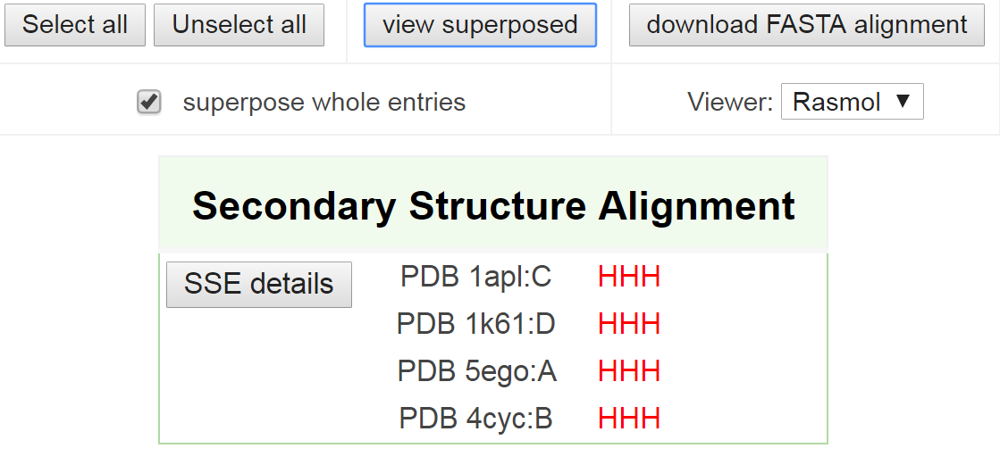 Select all Unselect all view superposed download FASTA alignment
superpose whole entries Viewer: Rasmol
Secondary Structure Alignment
SSE details PDB 1apl:C HHH
PDB 1k61:D HHH
PDB 5ego:A HHH
PDB 4cyc:B HHH